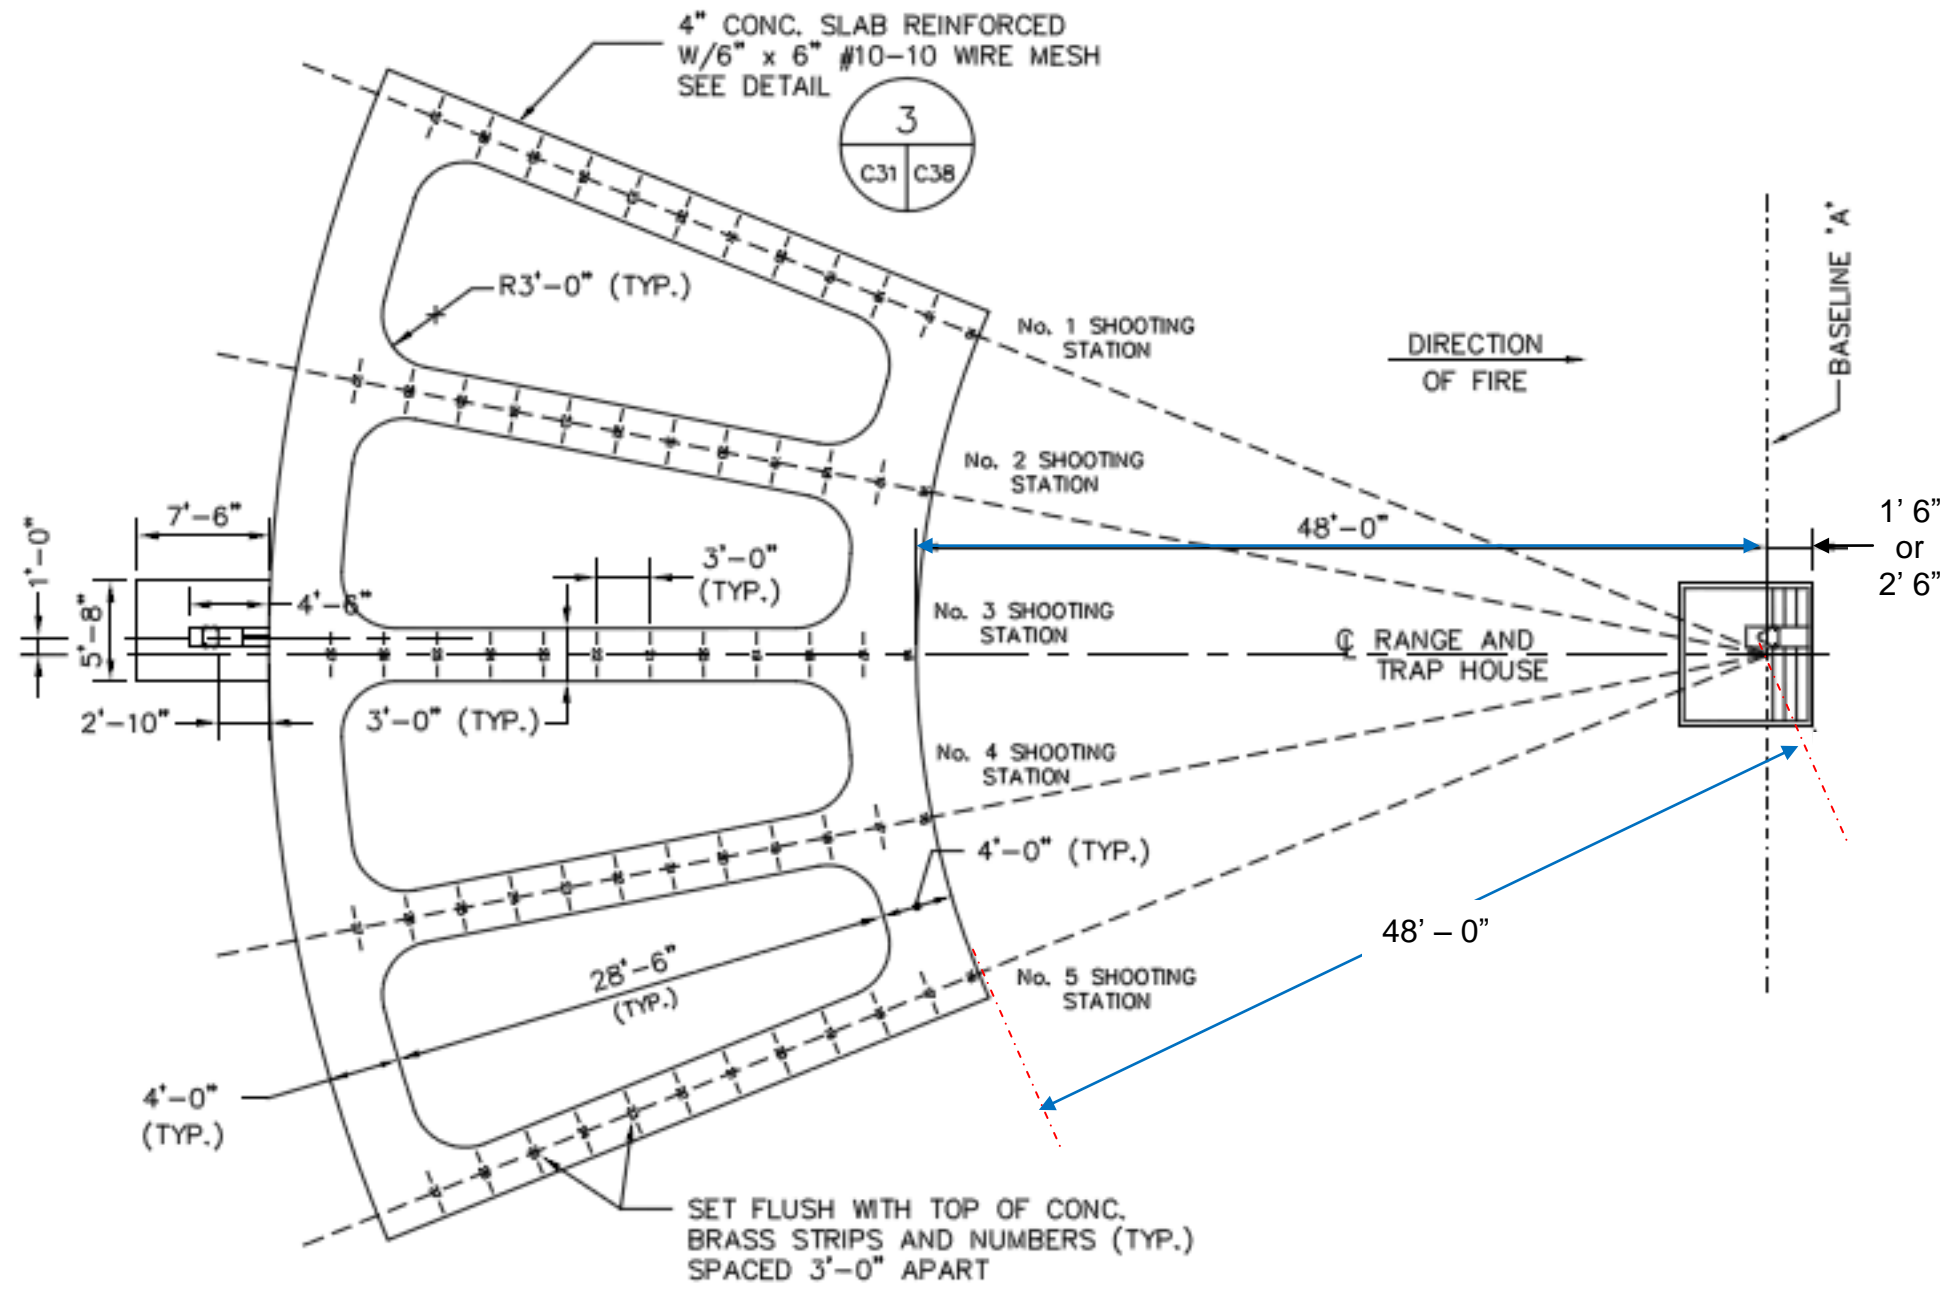 4" CONC. SLAB REINFORCED
W/6" x 6" #10-10 WIRE MESH
SEE DETAIL
3
C31 C38
R3'-0" (TYP.)
No. 1 SHOOTING
STATION
DIRECTION
OF FIRE
BASELINE "A"
No. 2 SHOOTING
STATION
48'-0"
1' 6"
or
2' 6"
7'-6"
1'-0"
5'-8"
4'-6"
3'-0"
(TYP.)
No. 3 SHOOTING
STATION
℄ RANGE AND
TRAP HOUSE
2'-10"
3'-0" (TYP.)
No. 4 SHOOTING
STATION
4'-0" (TYP.)
48' – 0"
28'-6"
(TYP.)
No. 5 SHOOTING
STATION
4'-0"
(TYP.)
SET FLUSH WITH TOP OF CONC.
BRASS STRIPS AND NUMBERS (TYP.)
SPACED 3'-0" APART